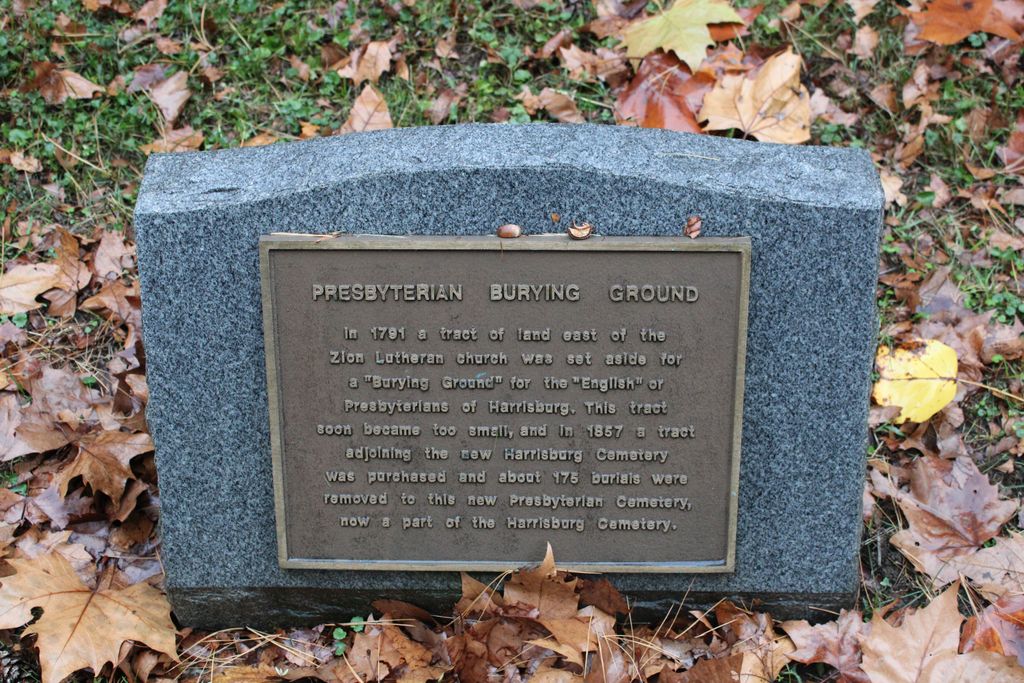 PRESBYTERIAN BURYING GROUND
In 1791 a tract of land east of the
Zion Lutheran church was set aside for
a "Burying Ground" for the "English" or
Presbyterians of Harrisburg. This tract
soon became too small, and in 1857 a tract
adjoining the new Harrisburg Cemetery
was purchased and about 175 burials were
removed to this new Presbyterian Cemetery,
now a part of the Harrisburg Cemetery.